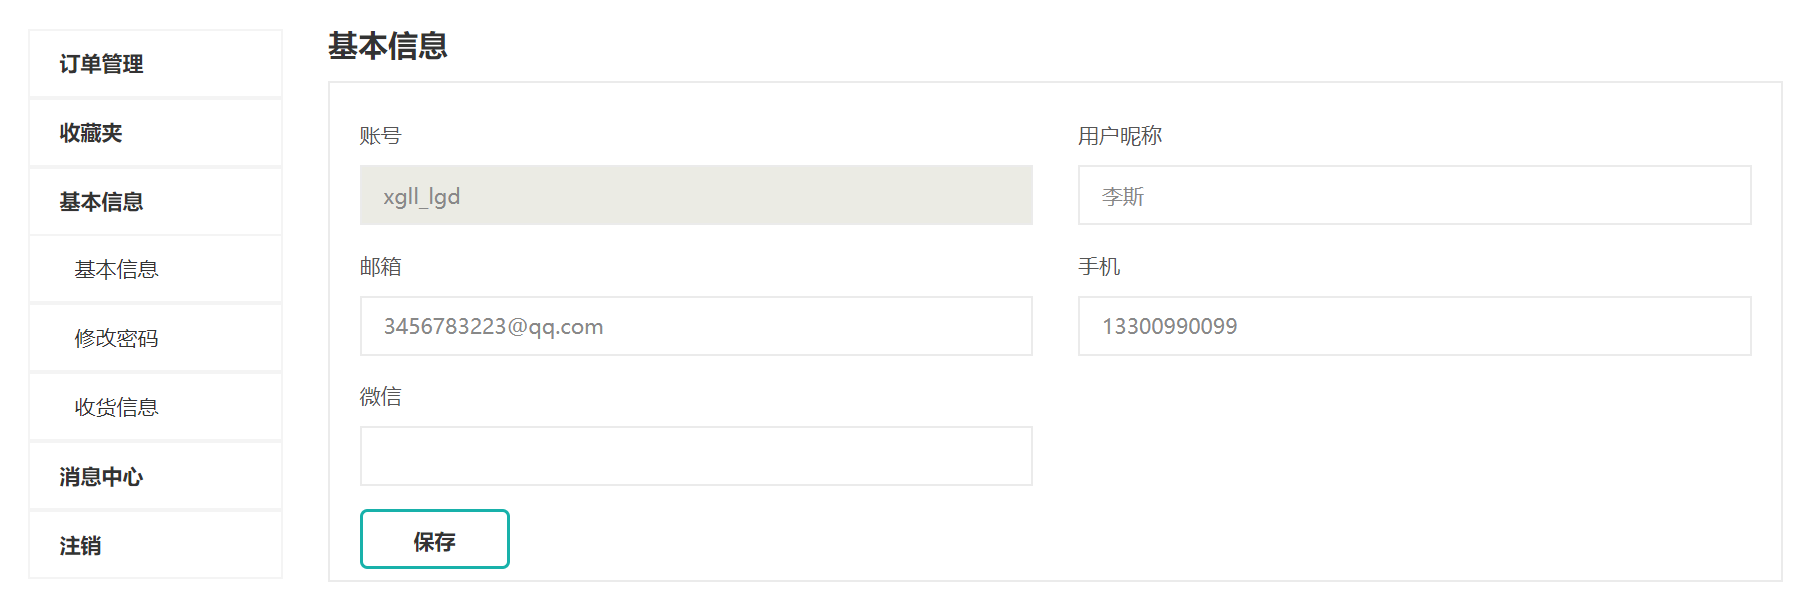 订单管理
收藏夹
基本信息
基本信息
修改密码
收货信息
消息中心
注销
基本信息
账号
xgll_lgd
用户昵称
李斯
邮箱
3456783223@qq.com
手机
13300990099
微信
保存